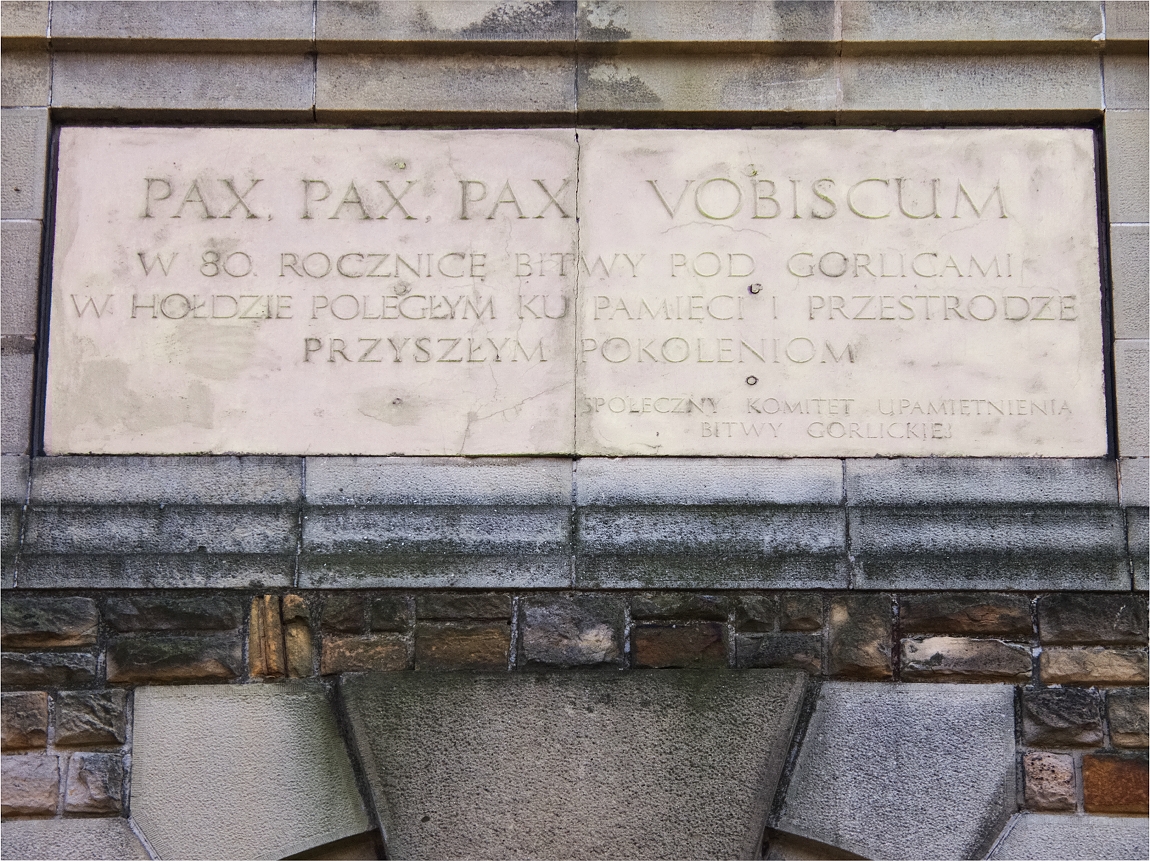 PAX, PAX, PAX VOBISCUM
W 80. ROCZNICĘ BITWY POD GORLICAMI
W HOŁDZIE POLEGŁYM KU PAMIĘCI I PRZESTRODZE
PRZYSZŁYM POKOLENIOM
SPOŁECZNY KOMITET UPAMIĘTNIENIA
BITWY GORLICKIEJ